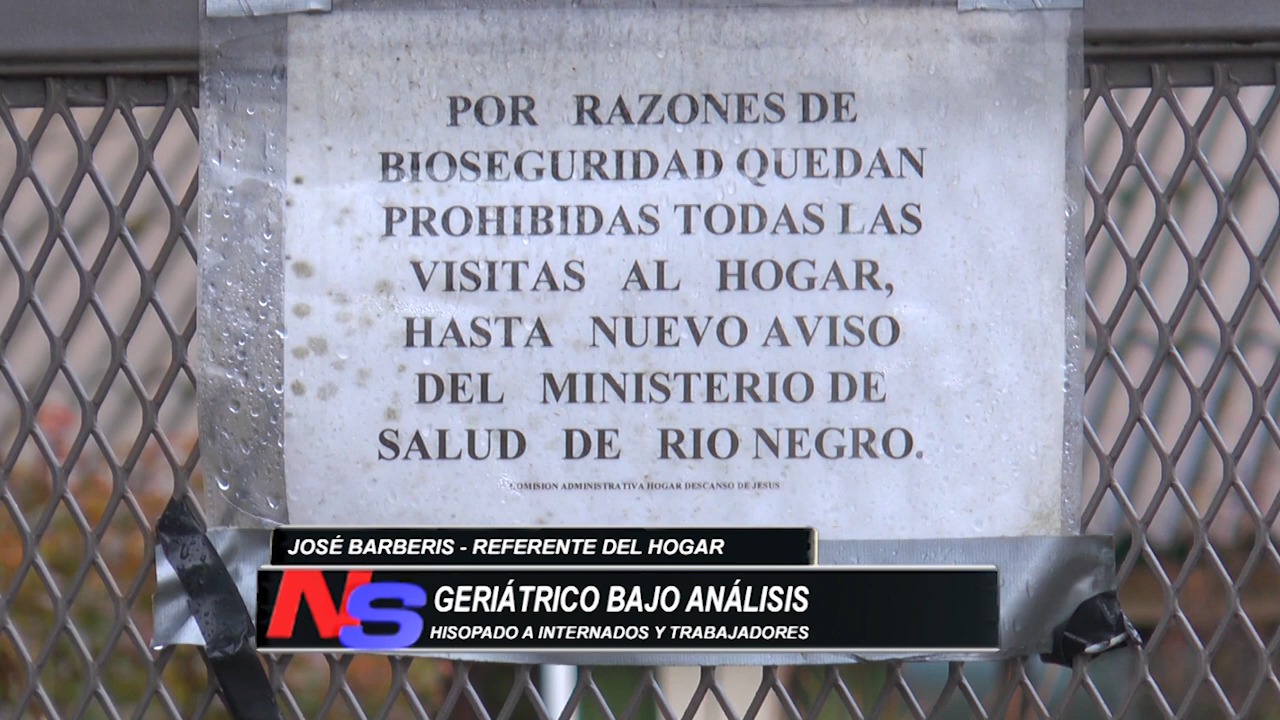 POR RAZONES DE
BIOSEGURIDAD QUEDAN
PROHIBIDAS TODAS LAS
VISITAS AL HOGAR,
HASTA NUEVO AVISO
DEL MINISTERIO DE
SALUD DE RIO NEGRO.
COMISION ADMINISTRATIVA HOGAR DESCANSO DE JESUS
JOSÉ BARBERIS - REFERENTE DEL HOGAR
NS GERIÁTRICO BAJO ANÁLISIS
HISOPADO A INTERNADOS Y TRABAJADORES